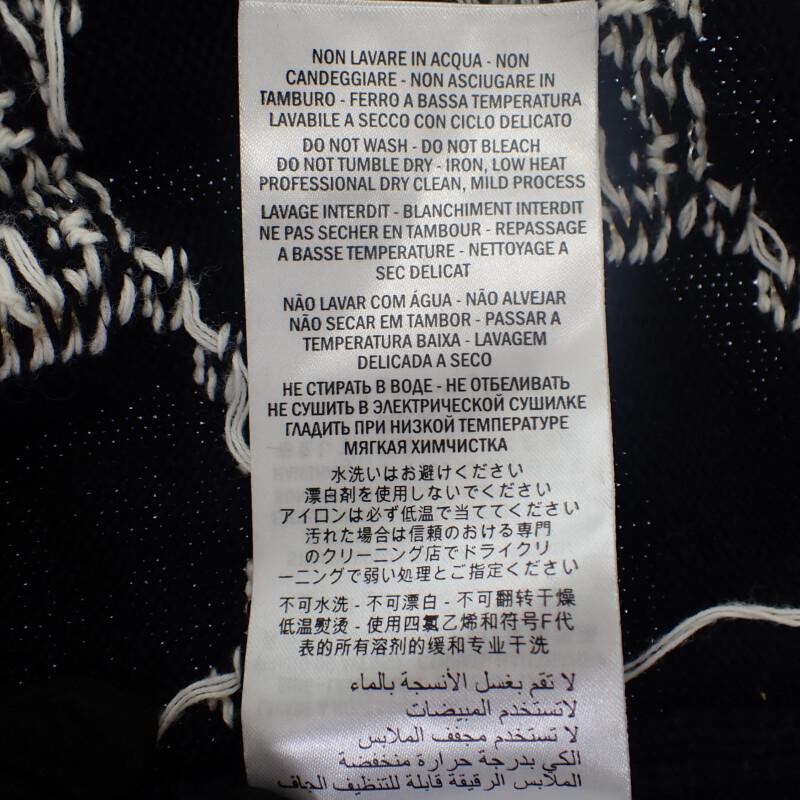 NON LAVARE IN ACQUA - NON
CANDEGGIARE - NON ASCIUGARE IN
TAMBURO - FERRO A BASSA TEMPERATURA
LAVABILE A SECCO CON CICLO DELICATO
DO NOT WASH - DO NOT BLEACH
DO NOT TUMBLE DRY - IRON, LOW HEAT
PROFESSIONAL DRY CLEAN, MILD PROCESS
LAVAGE INTERDIT - BLANCHIMENT INTERDIT
NE PAS SECHER EN TAMBOUR - REPASSAGE
A BASSE TEMPERATURE - NETTOYAGE A
SEC DELICAT
NÃO LAVAR COM ÁGUA - NÃO ALVEJAR
NÃO SECAR EM TAMBOR - PASSAR A
TEMPERATURA BAIXA - LAVAGEM
DELICADA A SECO
НЕ СТИРАТЬ В ВОДЕ - НЕ ОТБЕЛИВАТЬ
НЕ СУШИТЬ В ЭЛЕКТРИЧЕСКОЙ СУШИЛКЕ
ГЛАДИТЬ ПРИ НИЗКОЙ ТЕМПЕРАТУРЕ
МЯГКАЯ ХИМЧИСТКА
水洗いはお避けください
漂白剤を使用しないでください
アイロンは必ず低温で当ててください
汚れた場合は信頼のおける専門
のクリーニング店でドライクリ
ーニングで弱い処理とご指定ください
不可水洗 - 不可漂白 - 不可翻转干燥
低温熨烫 - 使用四氯乙烯和符号F代
表的所有溶剂的缓和专业干洗
لا تقم بغسل الأنسجة بالماء
لاتستخدم المبيضات
لا تستخدم مجفف الملابس
الكي بدرجة حرارة منخفضة
الملابس الرقيقة قابلة للتنظيف الجاف